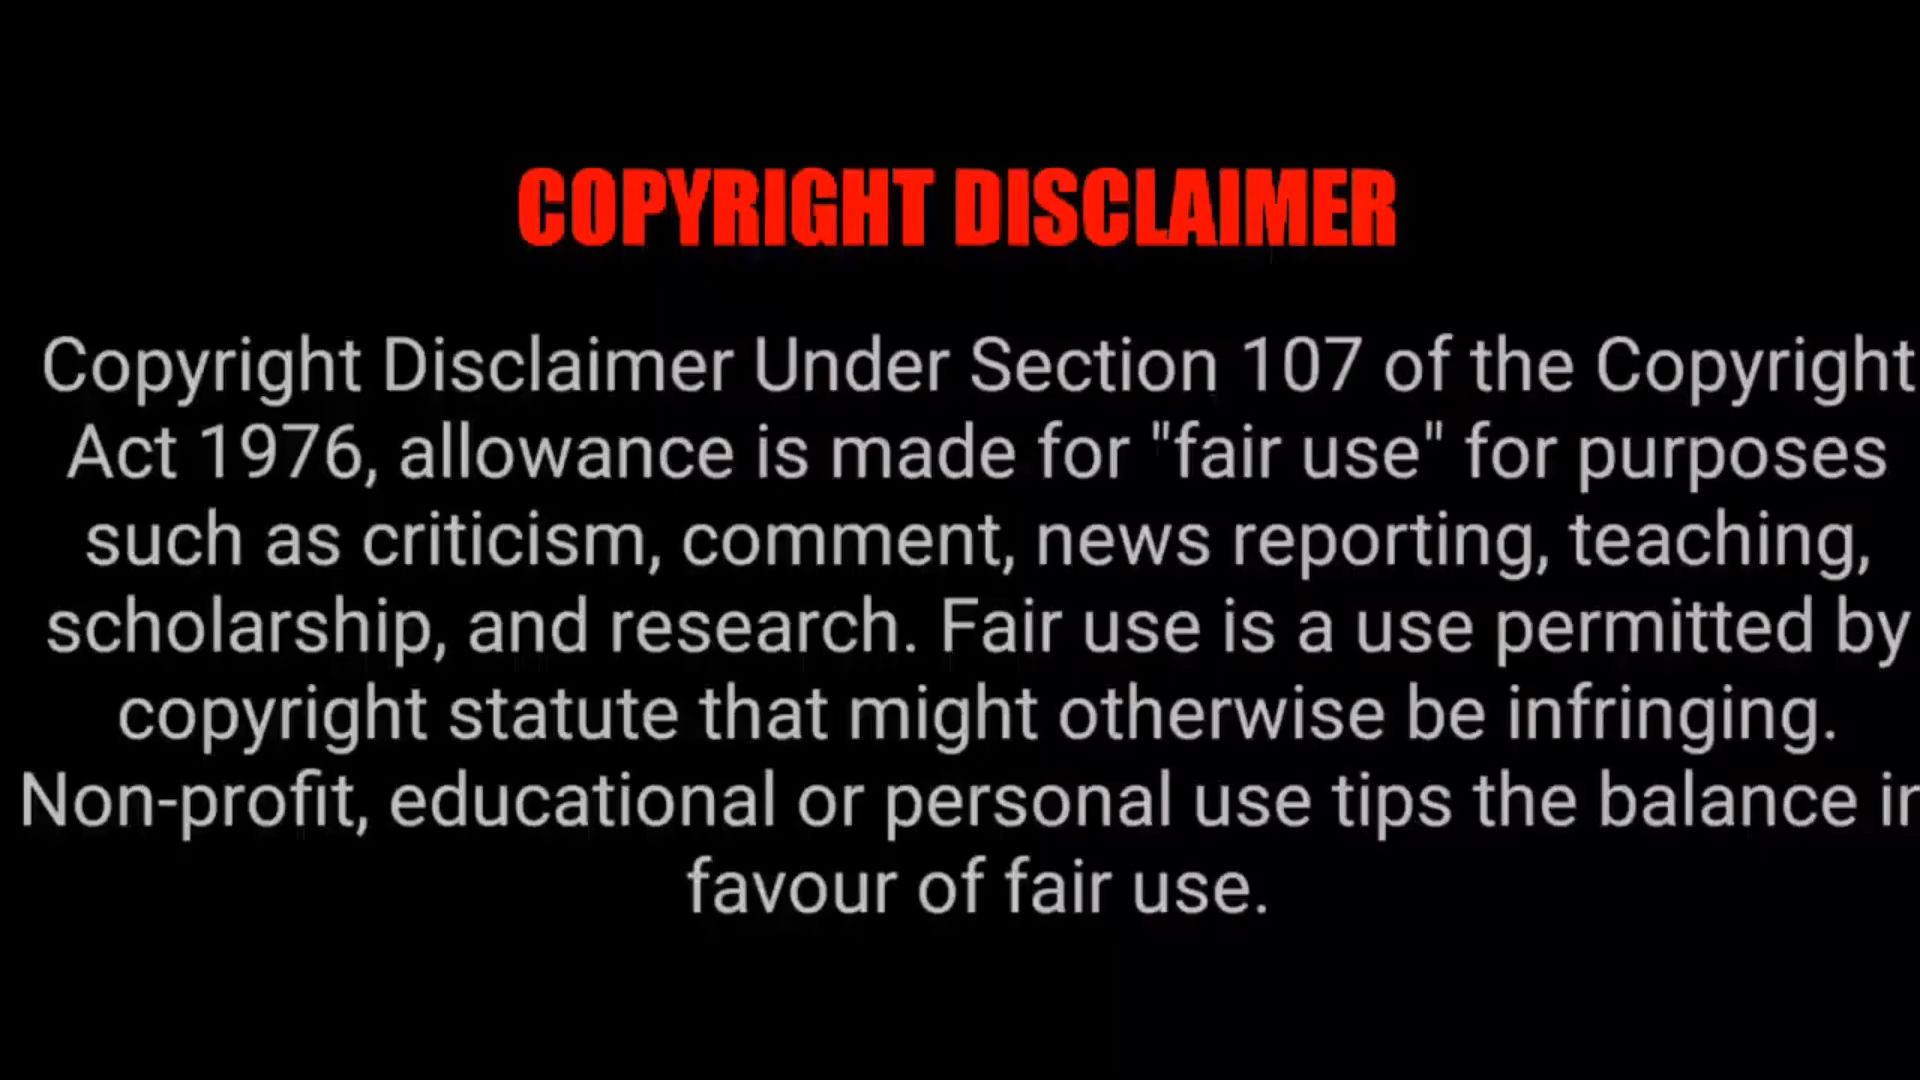 COPYRIGHT DISCLAIMER
Copyright Disclaimer Under Section 107 of the Copyright
Act 1976, allowance is made for "fair use" for purposes
such as criticism, comment, news reporting, teaching,
scholarship, and research. Fair use is a use permitted by
copyright statute that might otherwise be infringing.
Non-profit, educational or personal use tips the balance in
favour of fair use.